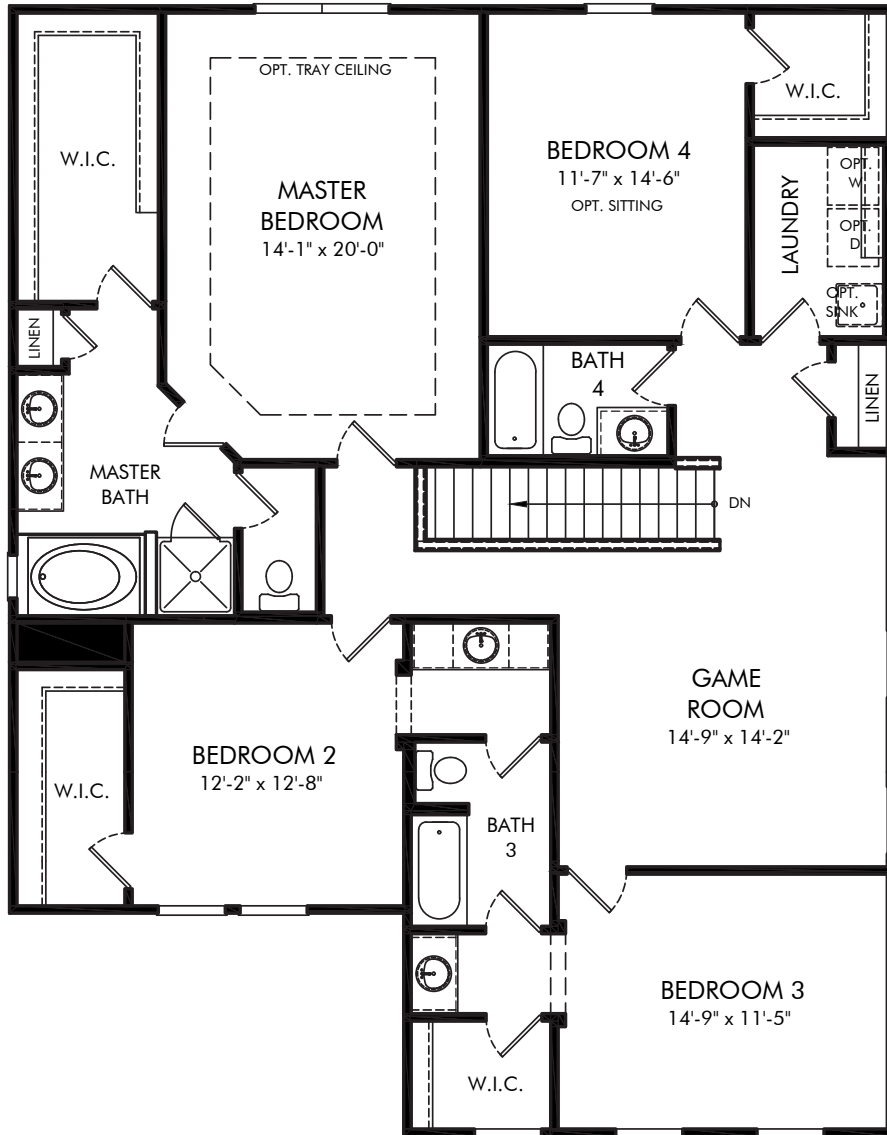 OPT. TRAY CEILING
W.I.C.
W.I.C.
MASTER
BEDROOM
14'-1" x 20'-0"
BEDROOM 4
11'-7" x 14'-6"
OPT. SITTING
LAUNDRY
OPT.
W
OPT.
D
OPT.
SINK
LINEN
BATH
4
LINEN
MASTER
BATH
DN
GAME
ROOM
14'-9" x 14'-2"
BEDROOM 2
12'-2" x 12'-8"
W.I.C.
BATH
3
BEDROOM 3
14'-9" x 11'-5"
W.I.C.